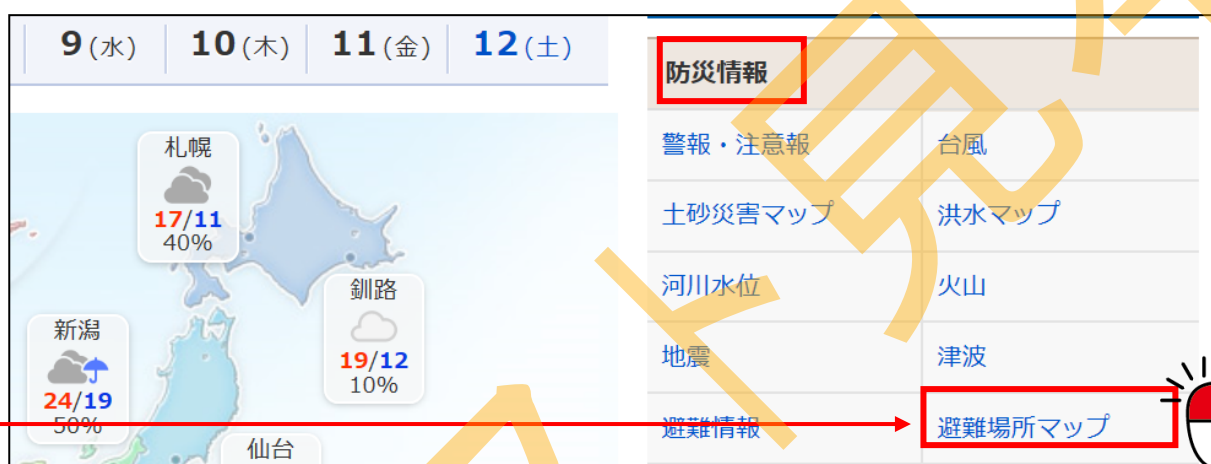 9(水) 10(木) 11(金) 12(土)
札幌
17/11
40%
釧路
19/12
10%
新潟
24/19
50%
仙台
防災情報
警報・注意報 台風
土砂災害マップ 洪水マップ
河川水位 火山
地震 津波
避難情報 避難場所マップ